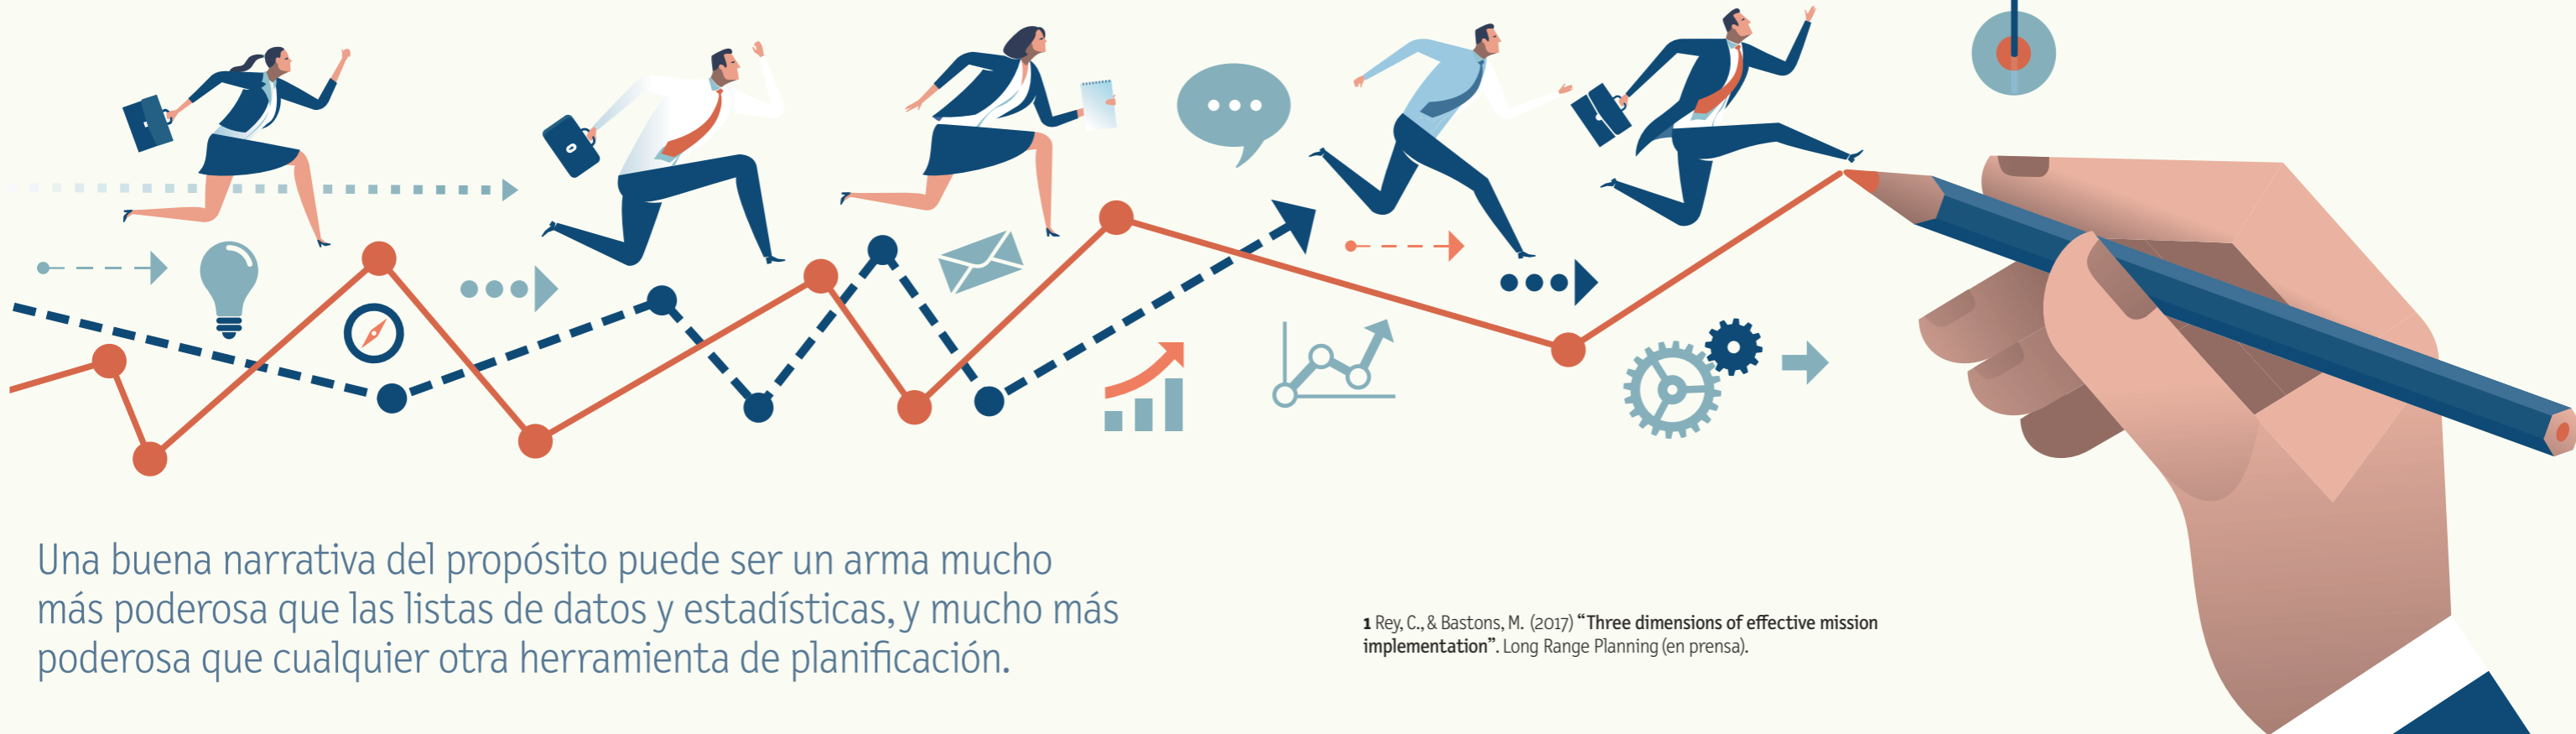 Una buena narrativa del propósito puede ser un arma mucho
más poderosa que las listas de datos y estadísticas, y mucho más
poderosa que cualquier otra herramienta de planificación.
1 Rey, C., & Bastons, M. (2017) “Three dimensions of effective mission
implementation”. Long Range Planning (en prensa).